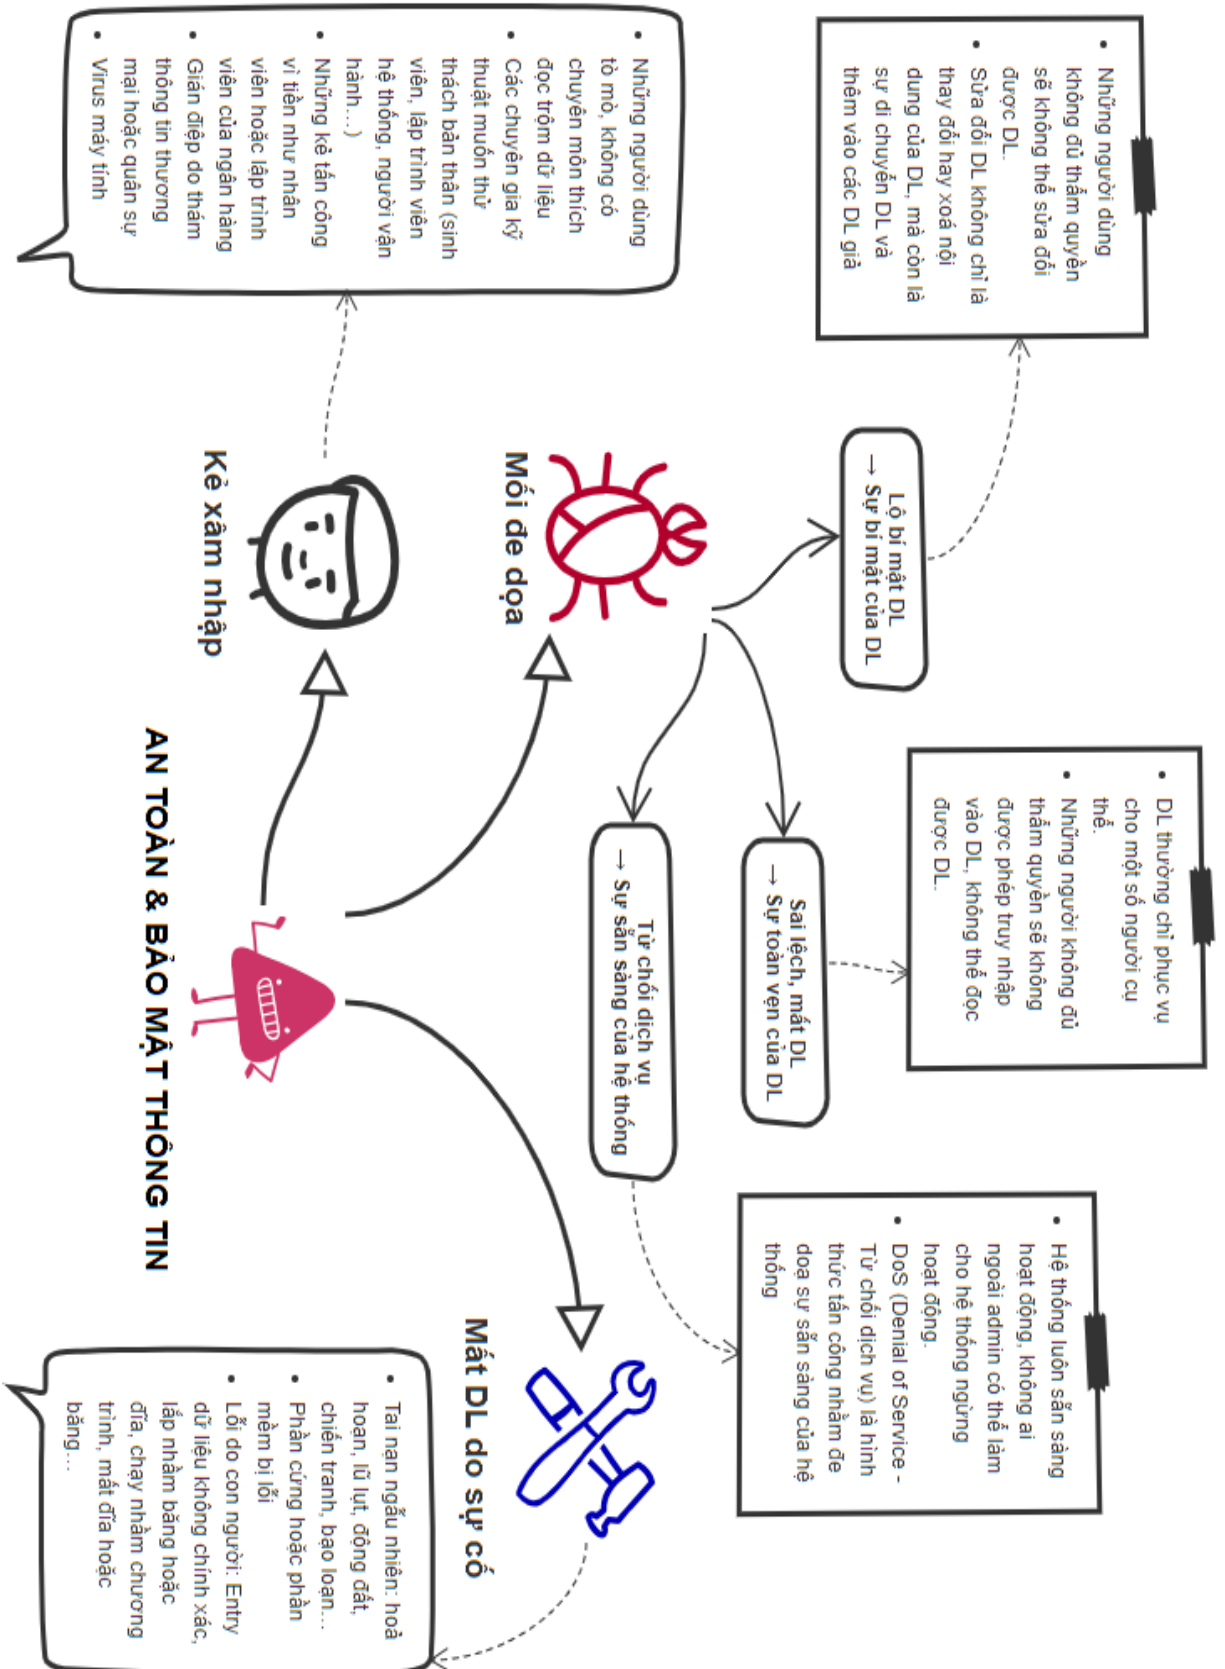 • Những người dùng
không đủ thẩm quyền
sẽ không thể sửa đổi
được DL.
• Sửa đổi DL không chỉ là
thay đổi hay xoá nội
dung của DL, mà còn là
sự di chuyển DL và
thêm vào các DL giả
• DL thường chỉ phục vụ
cho một số người cụ
thể.
• Những người không đủ
thẩm quyền sẽ không
được phép truy nhập
vào DL, không thể đọc
được DL.
• Hệ thống luôn sẵn sàng
hoạt động, không ai
ngoài admin có thể làm
cho hệ thống ngừng
hoạt động.
• DoS (Denial of Service -
Từ chối dịch vụ) là hình
thức tấn công nhằm đe
doạ sự sẵn sàng của hệ
thống
Lộ bí mật DL
→ Sự bí mật của DL
Sai lệch, mất DL
→ Sự toàn vẹn của DL
Từ chối dịch vụ
→ Sự sẵn sàng của hệ thống
• Những người dùng
tò mò, không có
chuyên môn thích
đọc trộm dữ liệu
• Các chuyên gia kỹ
thuật muốn thử
thách bản thân (sinh
viên, lập trình viên
hệ thống, người vận
hành...)
• Những kẻ tấn công
vì tiền như nhân
viên hoặc lập trình
viên của ngân hàng
• Gián điệp do thám
thông tin thương
mại hoặc quân sự
• Virus máy tính
Mối đe dọa
Kẻ xâm nhập
Mất DL do sự cố
• Tai nạn ngẫu nhiên: hoả
hoạn, lũ lụt, động đất,
chiến tranh, bạo loạn...
• Phần cứng hoặc phần
mềm bị lỗi
• Lỗi do con người: Entry
dữ liệu không chính xác,
lắp nhầm băng hoặc
đĩa, chạy nhầm chương
trình, mất đĩa hoặc
băng...
AN TOÀN & BẢO MẬT THÔNG TIN